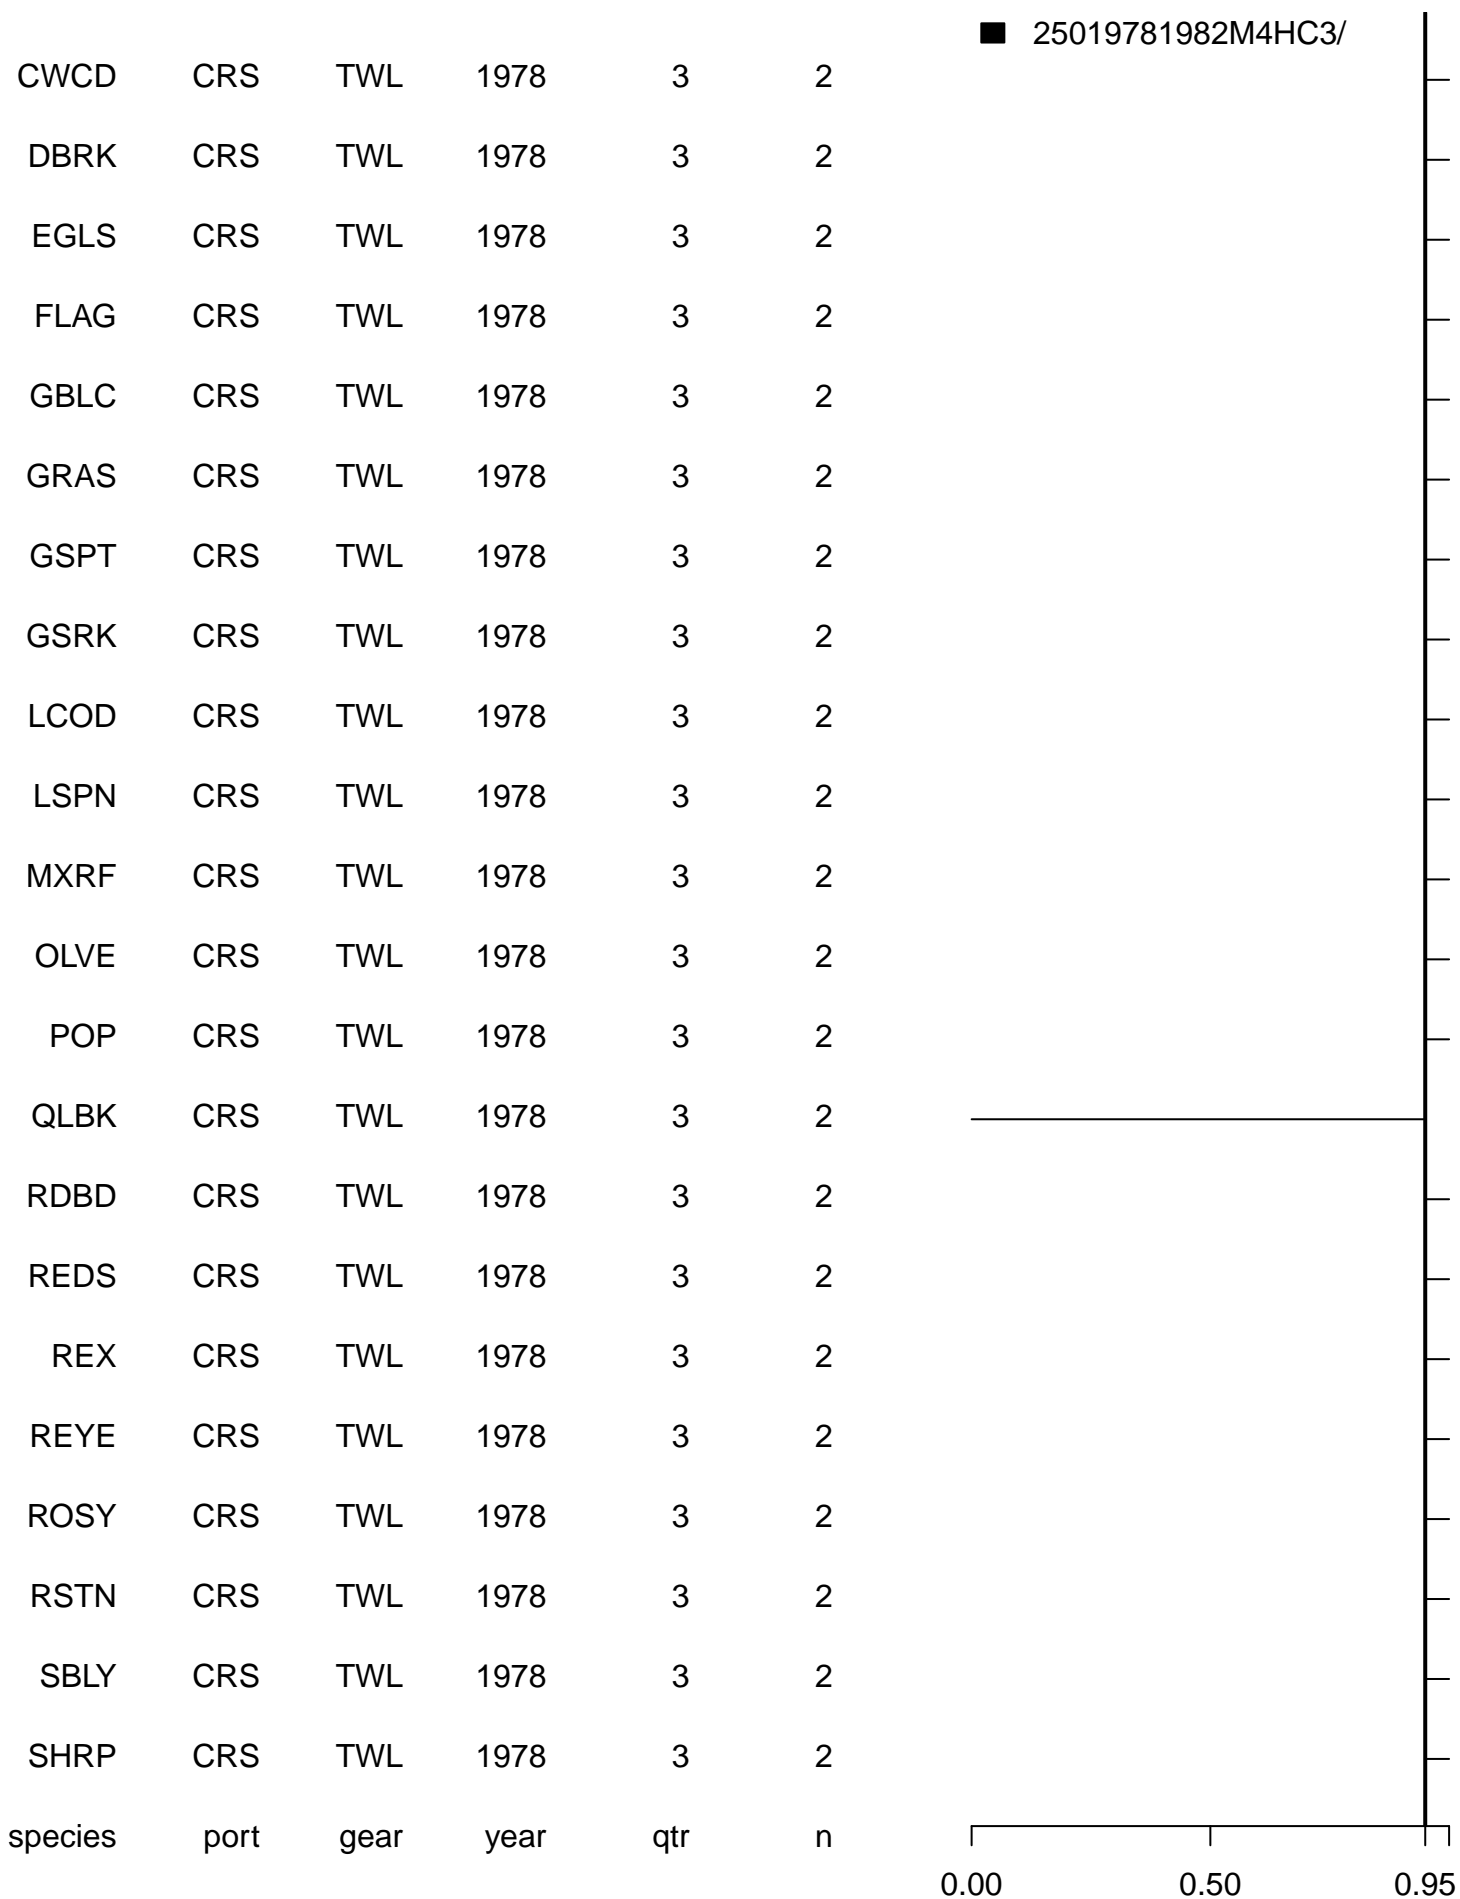 25019781982M4HC3/
CWCD CRS TWL 1978 3 2
DBRK CRS TWL 1978 3 2
EGLS CRS TWL 1978 3 2
FLAG CRS TWL 1978 3 2
GBLC CRS TWL 1978 3 2
GRAS CRS TWL 1978 3 2
GSPT CRS TWL 1978 3 2
GSRK CRS TWL 1978 3 2
LCOD CRS TWL 1978 3 2
LSPN CRS TWL 1978 3 2
MXRF CRS TWL 1978 3 2
OLVE CRS TWL 1978 3 2
POP CRS TWL 1978 3 2
QLBK CRS TWL 1978 3 2
RDBD CRS TWL 1978 3 2
REDS CRS TWL 1978 3 2
REX CRS TWL 1978 3 2
REYE CRS TWL 1978 3 2
ROSY CRS TWL 1978 3 2
RSTN CRS TWL 1978 3 2
SBLY CRS TWL 1978 3 2
SHRP CRS TWL 1978 3 2
species port gear year qtr n
0.00 0.50 0.95